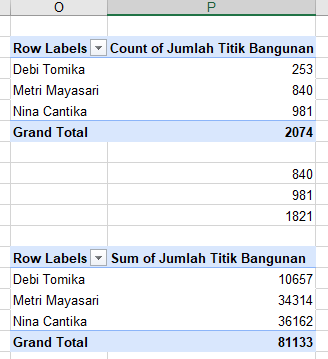 O P
Row Labels Count of Jumlah Titik Bangunan
Debi Tomika 253
Metri Mayasari 840
Nina Cantika 981
Grand Total 2074
840
981
1821
Row Labels Sum of Jumlah Titik Bangunan
Debi Tomika 10657
Metri Mayasari 34314
Nina Cantika 36162
Grand Total 81133